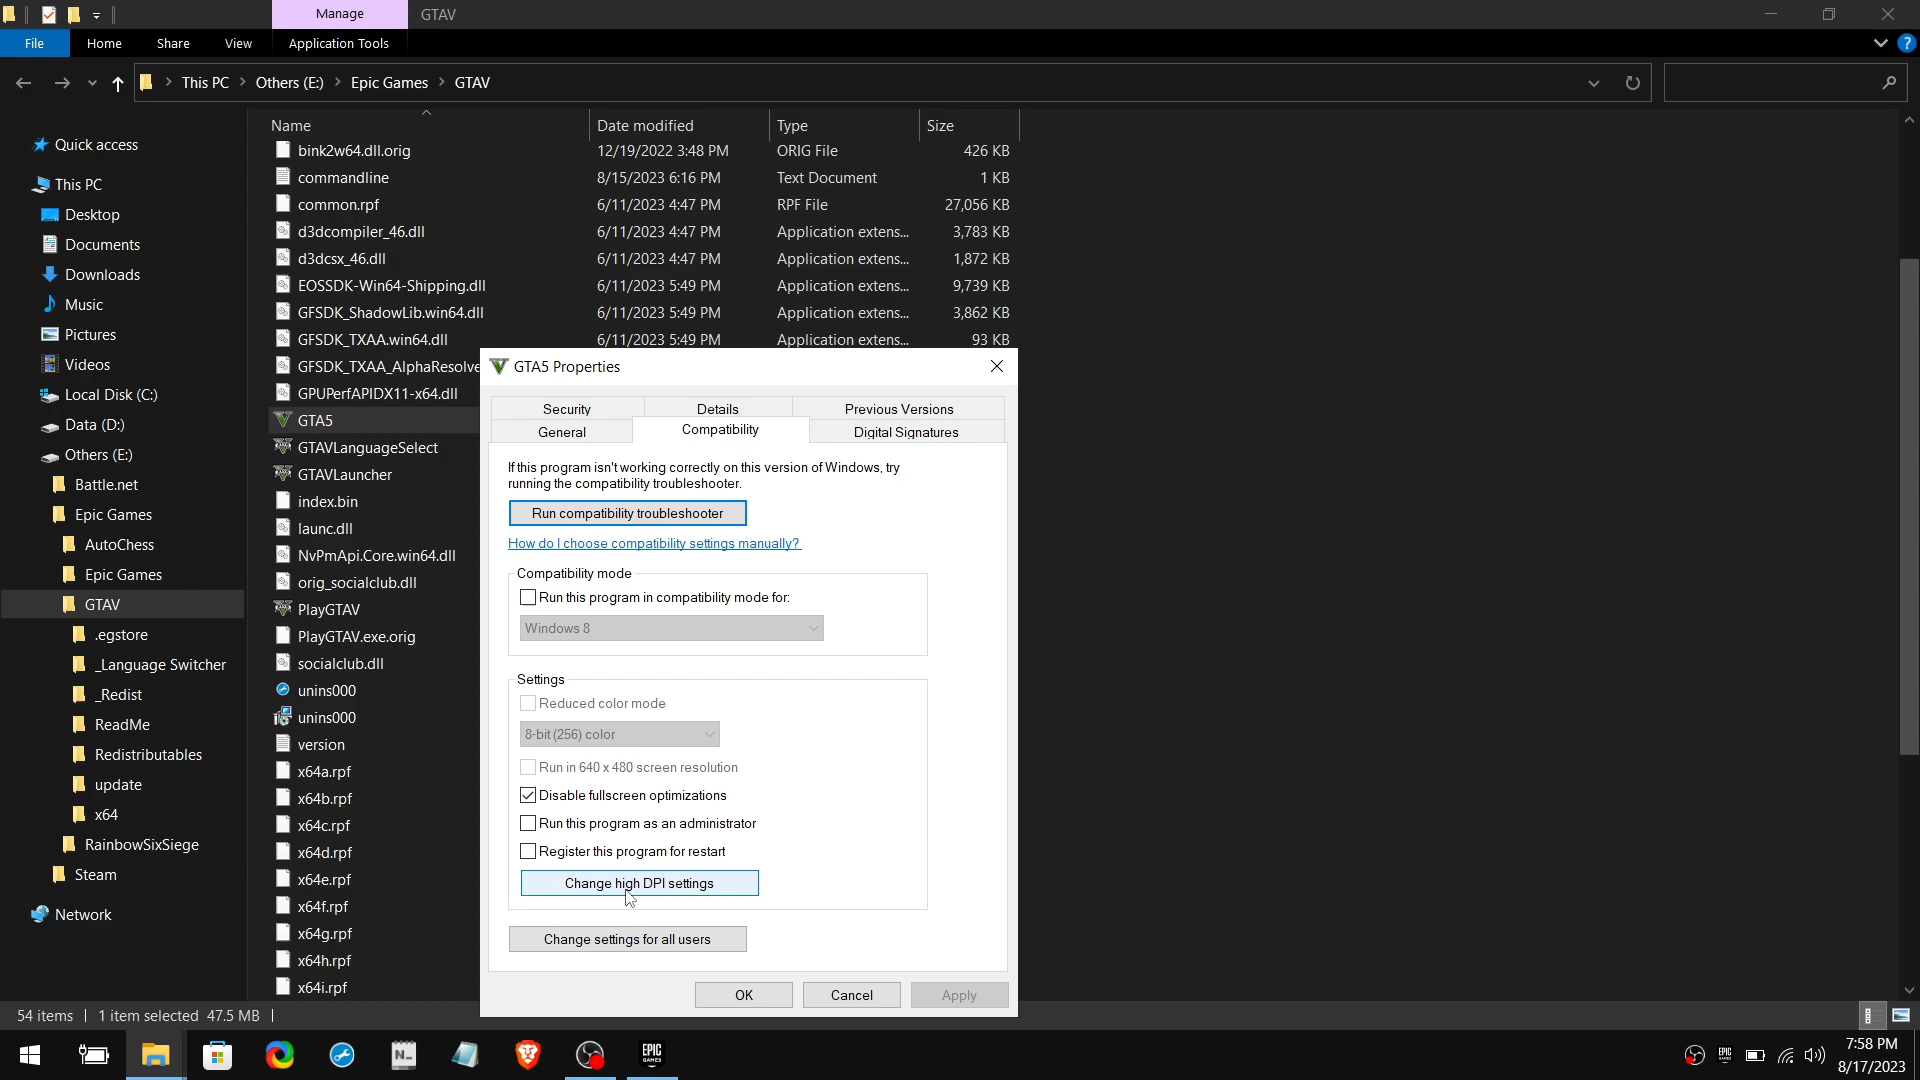 Manage
GTAV
File
Home
Share
View
Application Tools
This PC
Others (E:)
Epic Games
GTAV
Name
Date modified
Type
Size
bink2w64.dll.orig
12/19/2022 3:48 PM
ORIG File
426 KB
commandline
8/15/2023 6:16 PM
Text Document
1 KB
common.rpf
6/11/2023 4:47 PM
RPF File
27,056 KB
d3dcompiler_46.dll
6/11/2023 4:47 PM
Application extens...
3,783 KB
d3dcsx_46.dll
6/11/2023 4:47 PM
Application extens...
1,872 KB
EOSSDK-Win64-Shipping.dll
6/11/2023 5:49 PM
Application extens...
9,739 KB
GFSDK_ShadowLib.win64.dll
6/11/2023 5:49 PM
Application extens...
3,862 KB
GFSDK_TXAA.win64.dll
6/11/2023 5:49 PM
Application extens...
93 KB
GFSDK_TXAA_AlphaResolve
GPUPerfAPIDX11-x64.dll
GTA5
GTAVLanguageSelect
GTAVLauncher
index.bin
launc.dll
NvPmApi.Core.win64.dll
orig_socialclub.dll
PlayGTAV
PlayGTAV.exe.orig
socialclub.dll
unins000
unins000
version
x64a.rpf
x64b.rpf
x64c.rpf
x64d.rpf
x64e.rpf
x64f.rpf
x64g.rpf
x64h.rpf
x64i.rpf
Quick access
This PC
Desktop
Documents
Downloads
Music
Pictures
Videos
Local Disk (C:)
Data (D:)
Others (E:)
Battle.net
Epic Games
AutoChess
Epic Games
GTAV
.egstore
_Language Switcher
_Redist
ReadMe
Redistributables
update
x64
RainbowSixSiege
Steam
Network
GTA5 Properties
Security
Details
Previous Versions
General
Compatibility
Digital Signatures
If this program isn't working correctly on this version of Windows, try
running the compatibility troubleshooter.
Run compatibility troubleshooter
How do I choose compatibility settings manually?
Compatibility mode
Run this program in compatibility mode for:
Windows 8
Settings
Reduced color mode
8-bit (256) color
Run in 640 x 480 screen resolution
Disable fullscreen optimizations
Run this program as an administrator
Register this program for restart
Change high DPI settings
Change settings for all users
OK
Cancel
Apply
54 items
1 item selected 47.5 MB
EPIC
GAMES
7:58 PM
8/17/2023